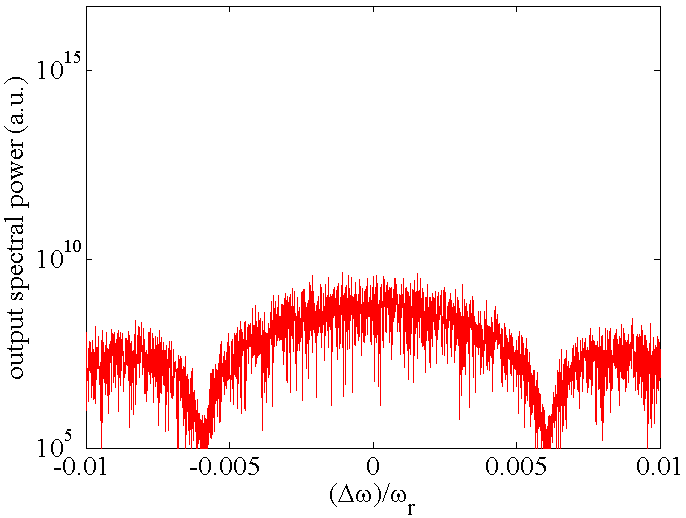 output spectral power (a.u.)
10^15
10^10
10^5
-0.01 -0.005 0 0.005 0.01
(Δω)/ω_r